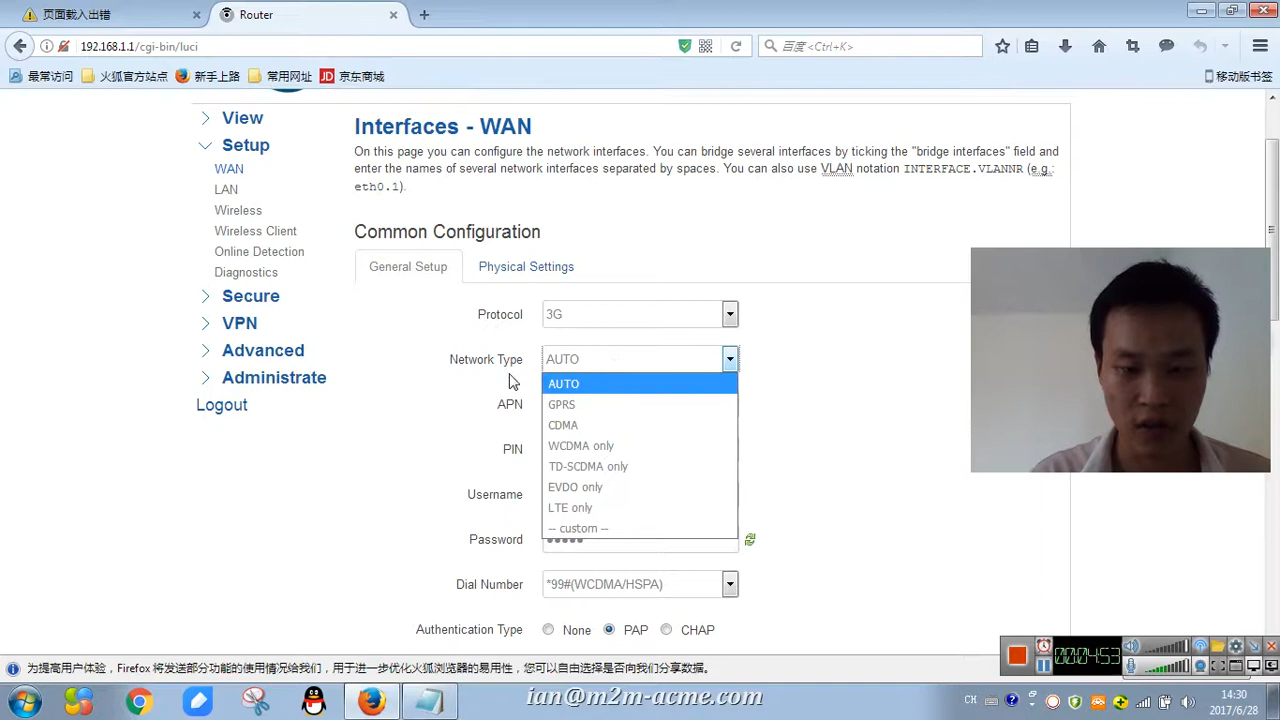 页面载入出错
Router
192.168.1.1/cgi-bin/luci
百度 <Ctrl+K>
最常访问
火狐官方站点
新手上路
常用网址
JD 京东商城
移动版书签
View
Setup
WAN
LAN
Wireless
Wireless Client
Online Detection
Diagnostics
Secure
VPN
Advanced
Administrate
Logout
Interfaces - WAN
On this page you can configure the network interfaces. You can bridge several interfaces by ticking the "bridge interfaces" field and
enter the names of several network interfaces separated by spaces. You can also use VLAN notation INTERFACE.VLANNR (e.g.:
eth0.1).
Common Configuration
General Setup
Physical Settings
Protocol 3G
Network Type AUTO
AUTO
APN
GPRS
CDMA
PIN
WCDMA only
TD-SCDMA only
Username
EVDO only
LTE only
-- custom --
Password
Dial Number *99#(WCDMA/HSPA)
Authentication Type None PAP CHAP
00:04:53
为提高用户体验，Firefox 将发送部分功能的使用情况给我们，用于进一步优化火狐浏览器的易用性，您可以自由选择是否向我们分享数据。
ian@m2m-acme.com
CH
14:30
2017/6/28